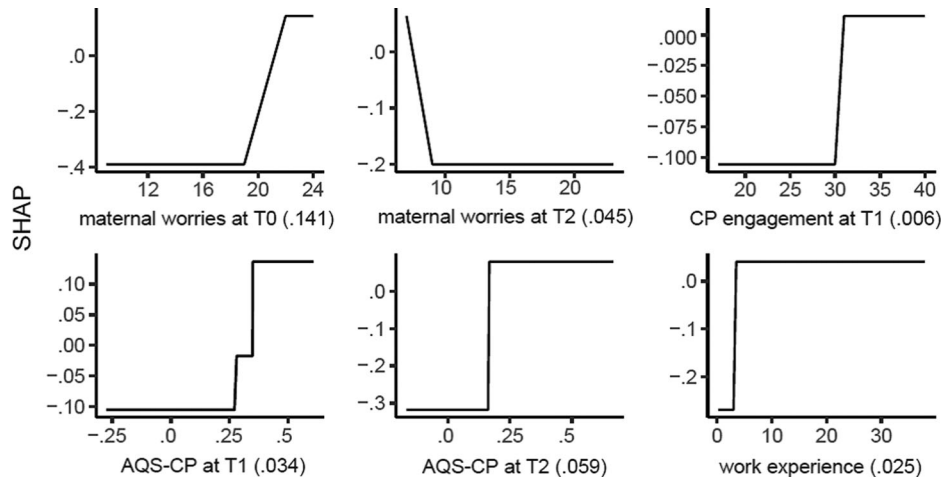 SHAP
.0
−.2
−.4
12 16 20 24
maternal worries at T0 (.141)
.0
−.1
−.2
10 15 20
maternal worries at T2 (.045)
.000
−.025
−.050
−.075
−.100
20 25 30 35 40
CP engagement at T1 (.006)
.10
.05
.00
−.05
−.10
−.25 .0 .25 .5
AQS-CP at T1 (.034)
.0
−.1
−.2
−.3
.0 .25 .5
AQS-CP at T2 (.059)
.0
−.1
−.2
0 10 20 30
work experience (.025)